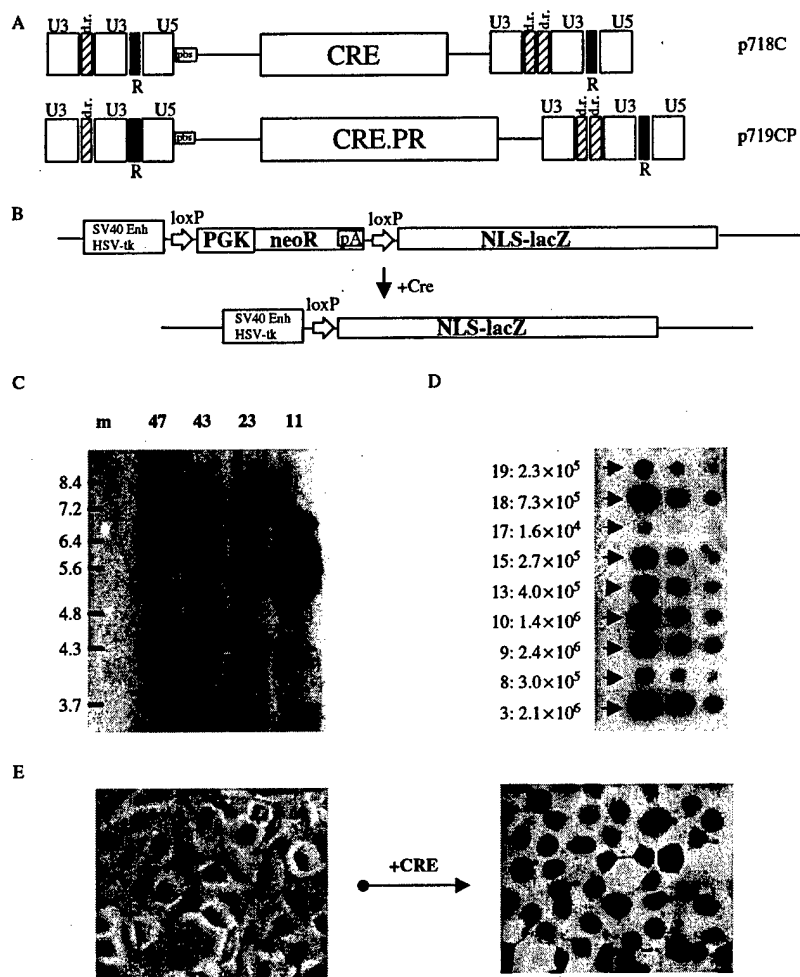 A
U3 d.r. U3 U5 d.r. d.r. U3 U5
pbs CRE p718C
R R
U3 d.r. U3 U5 d.r. d.r. U3 U5
pbs CRE.PR p719CP
R R
B
loxP loxP
SV40 Enh
HSV-tk
PGK neoR pA NLS-lacZ
+Cre
loxP
SV40 Enh
HSV-tk
NLS-lacZ
C
m 47 43 23 11
8.4
7.2
6.4
5.6
4.8
4.3
3.7
D
19: 2.3×10⁵
18: 7.3×10⁵
17: 1.6×10⁴
15: 2.7×10⁵
13: 4.0×10⁵
10: 1.4×10⁶
9: 2.4×10⁶
8: 3.0×10⁵
3: 2.1×10⁶
E
+CRE